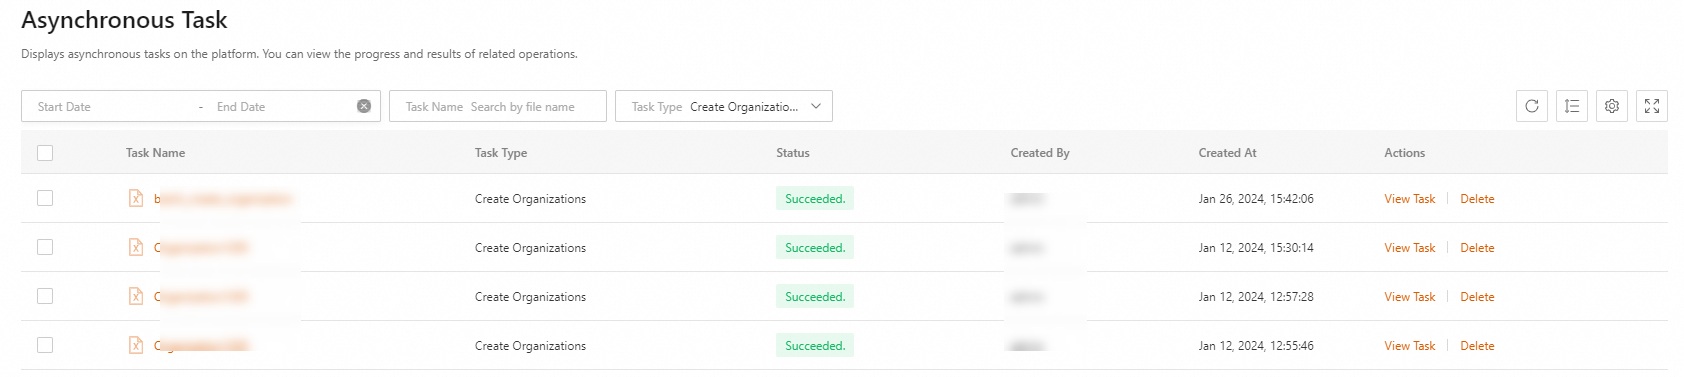 Asynchronous Task
Displays asynchronous tasks on the platform. You can view the progress and results of related operations.
Start Date - End Date Task Name Search by file name Task Type Create Organizatio...
Task Name Task Type Status Created By Created At Actions
Create Organizations Succeeded. Jan 26, 2024, 15:42:06 View Task Delete
Create Organizations Succeeded. Jan 12, 2024, 15:30:14 View Task Delete
Create Organizations Succeeded. Jan 12, 2024, 12:57:28 View Task Delete
Create Organizations Succeeded. Jan 12, 2024, 12:55:46 View Task Delete